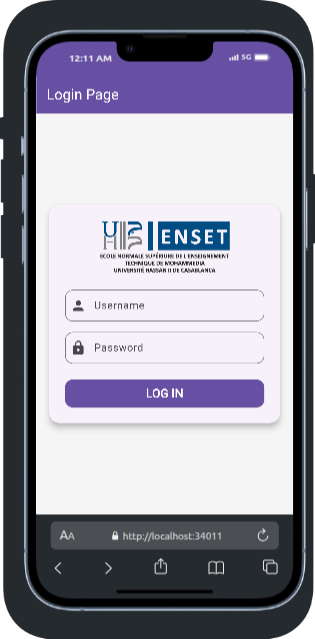 12:11 AM
5G
Login Page
UH2C ENSET
ECOLE NORMALE SUPÉRIEURE DE L'ENSEIGNEMENT
TECHNIQUE DE MOHAMMEDIA
UNIVERSITÉ HASSAN II DE CASABLANCA
Username
Password
LOG IN
AA
http://localhost:34011